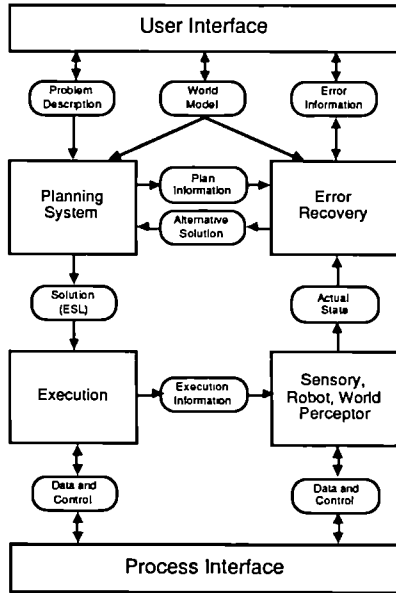 User Interface
Problem
Description
World
Model
Error
Information
Planning
System
Plan
Information
Alternative
Solution
Error
Recovery
Solution
(ESL)
Actual
State
Execution
Execution
Information
Sensory,
Robot, World
Perceptor
Data and
Control
Data and
Control
Process Interface